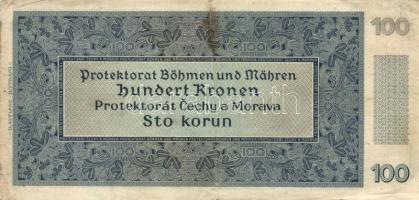 100
Protektorat Böhmen und Mähren
Hundert Kronen
Protektorát Čechy a Morava
Sto korun
100